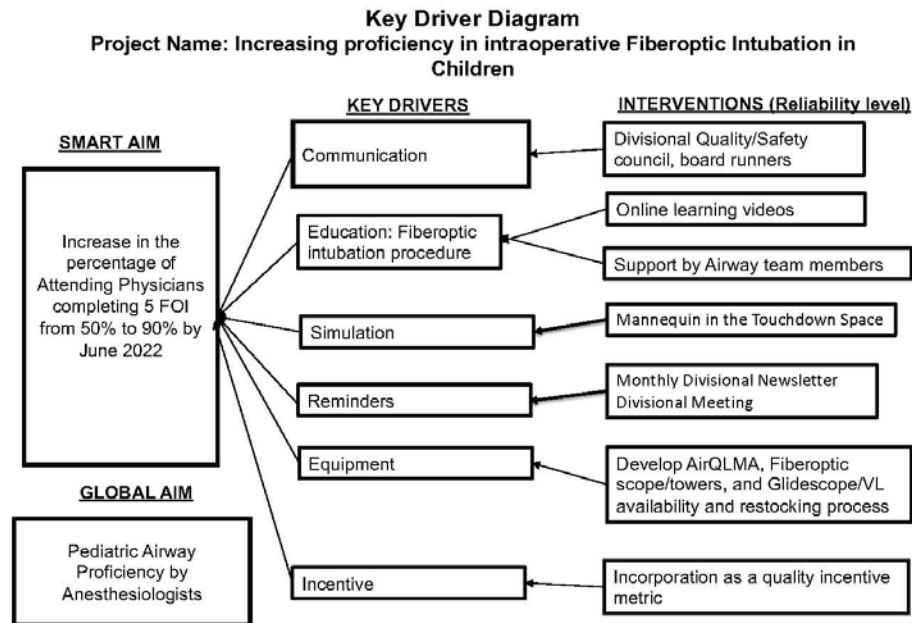 Key Driver Diagram
Project Name: Increasing proficiency in intraoperative Fiberoptic Intubation in
Children
SMART AIM
Increase in the
percentage of
Attending Physicians
completing 5 FOI
from 50% to 90% by
June 2022
GLOBAL AIM
Pediatric Airway
Proficiency by
Anesthesiologists
KEY DRIVERS
Communication
Education: Fiberoptic
intubation procedure
Simulation
Reminders
Equipment
Incentive
INTERVENTIONS (Reliability level)
Divisional Quality/Safety
council, board runners
Online learning videos
Support by Airway team members
Mannequin in the Touchdown Space
Monthly Divisional Newsletter
Divisional Meeting
Develop AirQLMA, Fiberoptic
scope/towers, and Glidescope/VL
availability and restocking process
Incorporation as a quality incentive
metric